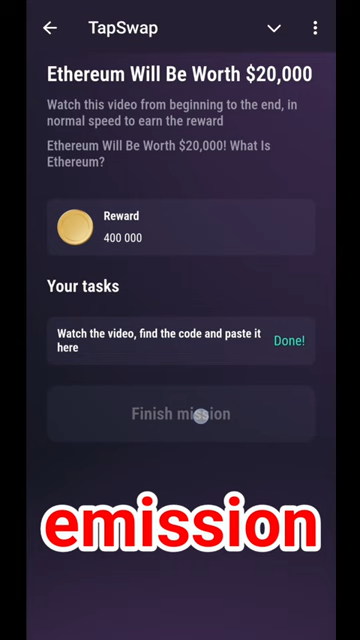 TapSwap
Ethereum Will Be Worth $20,000
Watch this video from beginning to the end, in
normal speed to earn the reward
Ethereum Will Be Worth $20,000! What Is
Ethereum?
Reward
400 000
Your tasks
Watch the video, find the code and paste it
here
Done!
Finish mission
emission